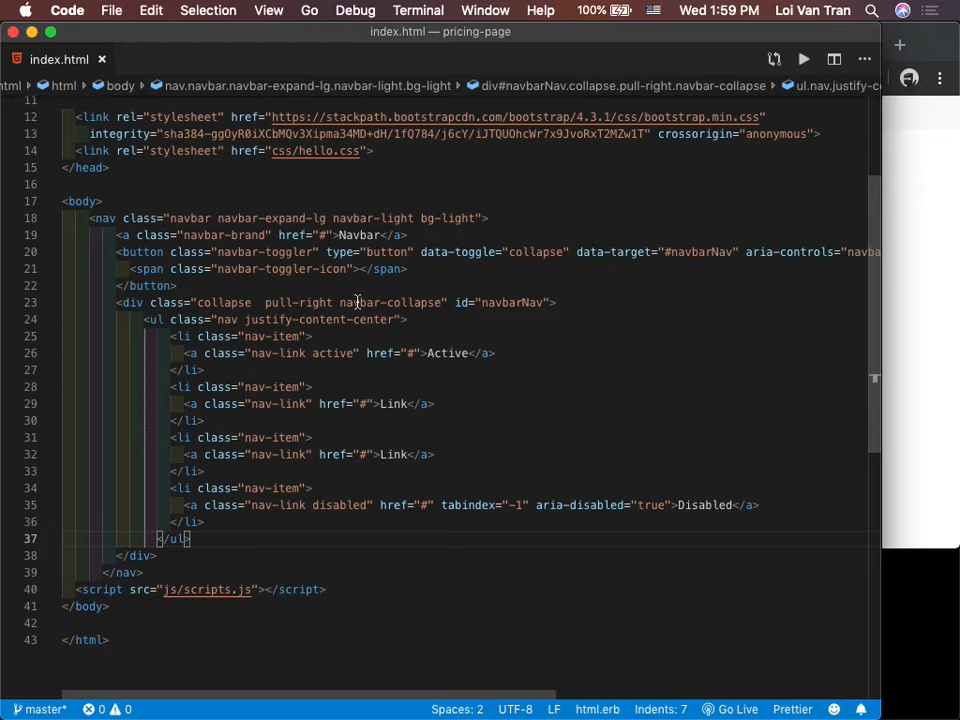 Code File Edit Selection View Go Debug Terminal Window Help 100% Wed 1:59 PM Loi Van Tran
index.html — pricing-page
index.html
html html body nav.navbar.navbar-expand-lg.navbar-light.bg-light div#navbarNav.collapse.pull-right.navbar-collapse ul.nav.justify-c
11
12 <link rel="stylesheet" href="https://stackpath.bootstrapcdn.com/bootstrap/4.3.1/css/bootstrap.min.css"
13 integrity="sha384-ggOyR0iXCbMQv3Xipma34MD+dH/1fQ784/j6cY/iJTQUOhcWr7x9JvoRxT2MZw1T" crossorigin="anonymous">
14 <link rel="stylesheet" href="css/hello.css">
15 </head>
16
17 <body>
18 <nav class="navbar navbar-expand-lg navbar-light bg-light">
19 <a class="navbar-brand" href="#">Navbar</a>
20 <button class="navbar-toggler" type="button" data-toggle="collapse" data-target="#navbarNav" aria-controls="navba
21 <span class="navbar-toggler-icon"></span>
22 </button>
23 <div class="collapse  pull-right navbar-collapse" id="navbarNav">
24 <ul class="nav justify-content-center">
25 <li class="nav-item">
26 <a class="nav-link active" href="#">Active</a>
27 </li>
28 <li class="nav-item">
29 <a class="nav-link" href="#">Link</a>
30 </li>
31 <li class="nav-item">
32 <a class="nav-link" href="#">Link</a>
33 </li>
34 <li class="nav-item">
35 <a class="nav-link disabled" href="#" tabindex="-1" aria-disabled="true">Disabled</a>
36 </li>
37 </ul>
38 </div>
39 </nav>
40 <script src="js/scripts.js"></script>
41 </body>
42
43 </html>
master* 0 0 Spaces: 2 UTF-8 LF html.erb Indents: 7 Go Live Prettier